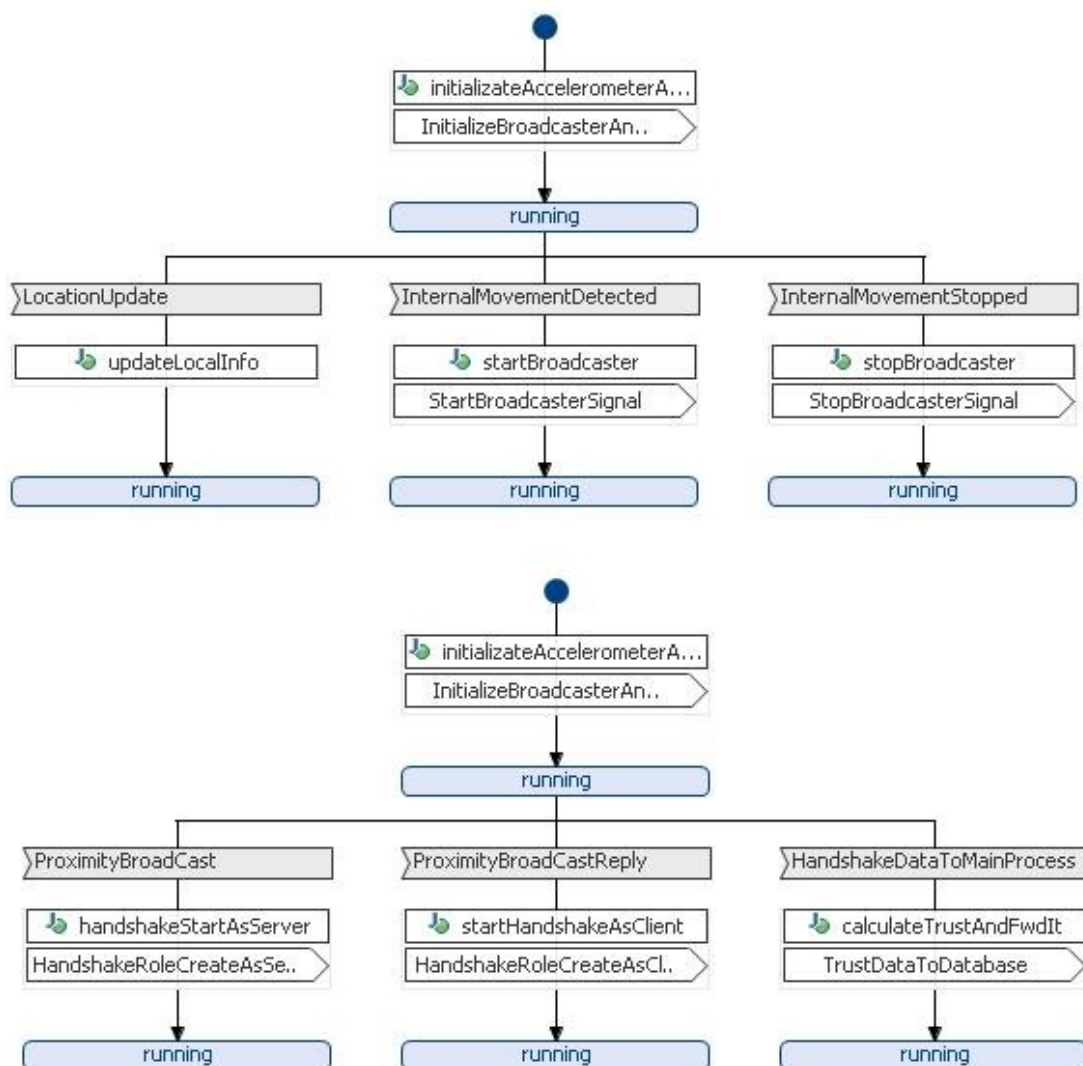 initializateAccelerometerA...
InitializeBroadcasterAn..
running
LocationUpdate
InternalMovementDetected
InternalMovementStopped
updateLocalInfo
startBroadcaster
stopBroadcaster
StartBroadcasterSignal
StopBroadcasterSignal
running
running
running
initializateAccelerometerA...
InitializeBroadcasterAn..
running
ProximityBroadCast
ProximityBroadCastReply
HandshakeDataToMainProcess
handshakeStartAsServer
startHandshakeAsClient
calculateTrustAndFwdIt
HandshakeRoleCreateAsSe..
HandshakeRoleCreateAsCl..
TrustDataToDatabase
running
running
running